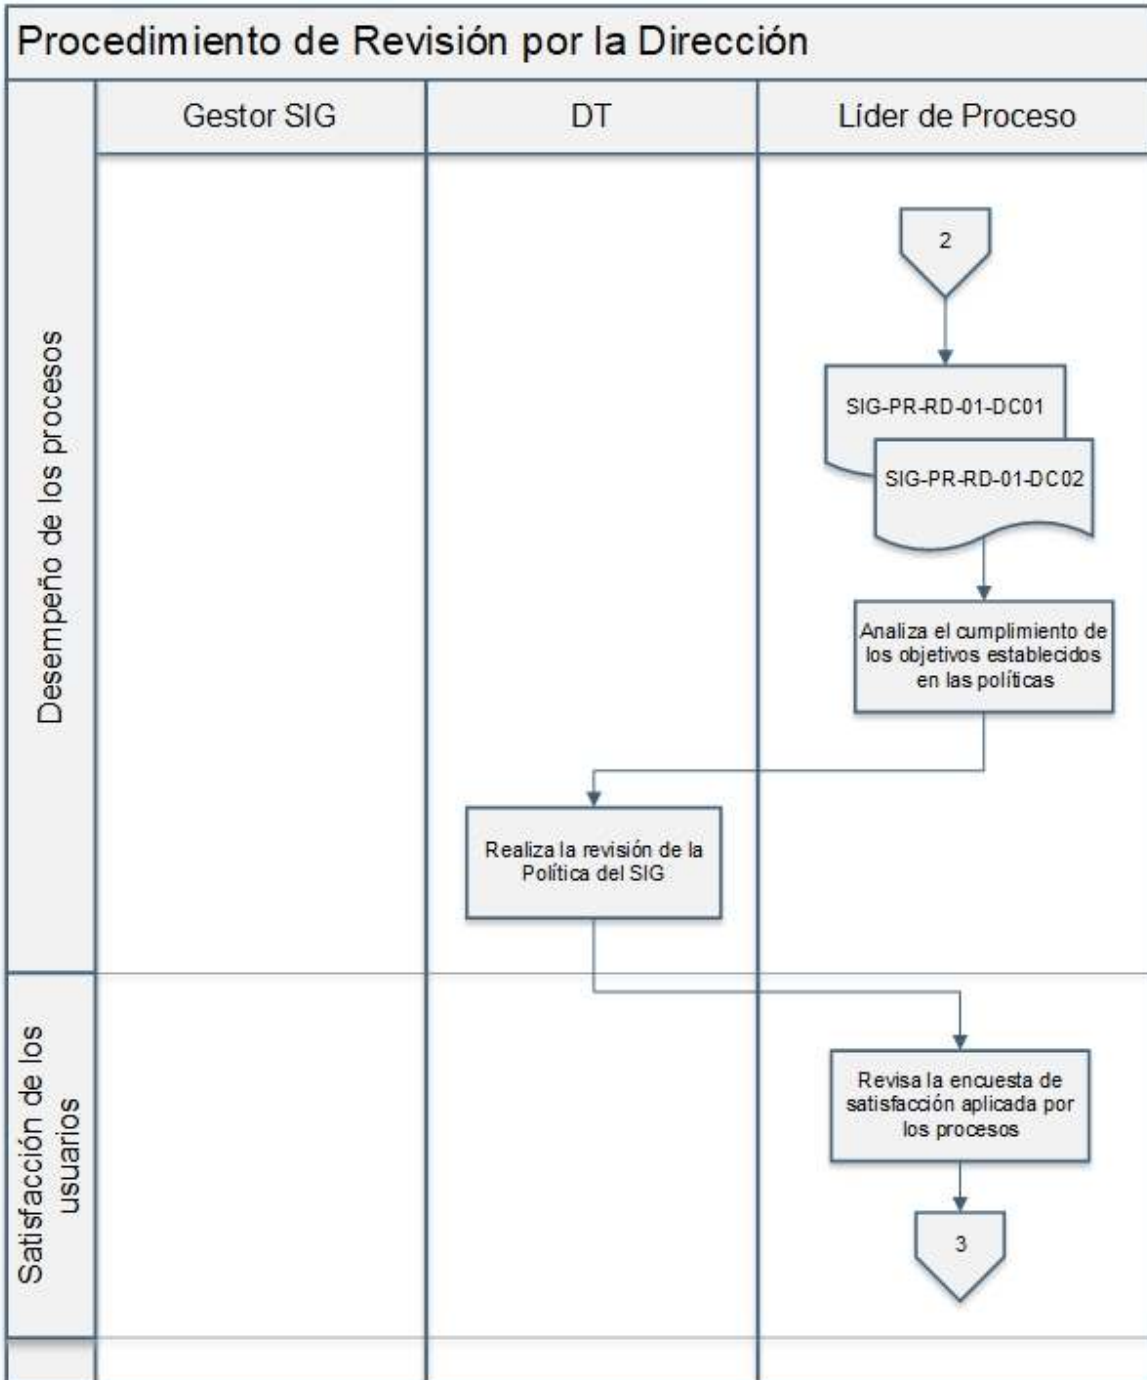 Procedimiento de Revisión por la Dirección
Gestor SIG
DT
Líder de Proceso
Desempeño de los procesos
2
SIG-PR-RD-01-DC01
SIG-PR-RD-01-DC02
Analiza el cumplimiento de
los objetivos establecidos
en las políticas
Realiza la revisión de la
Política del SIG
Satisfacción de los
usuarios
Revisa la encuesta de
satisfacción aplicada por
los procesos
3